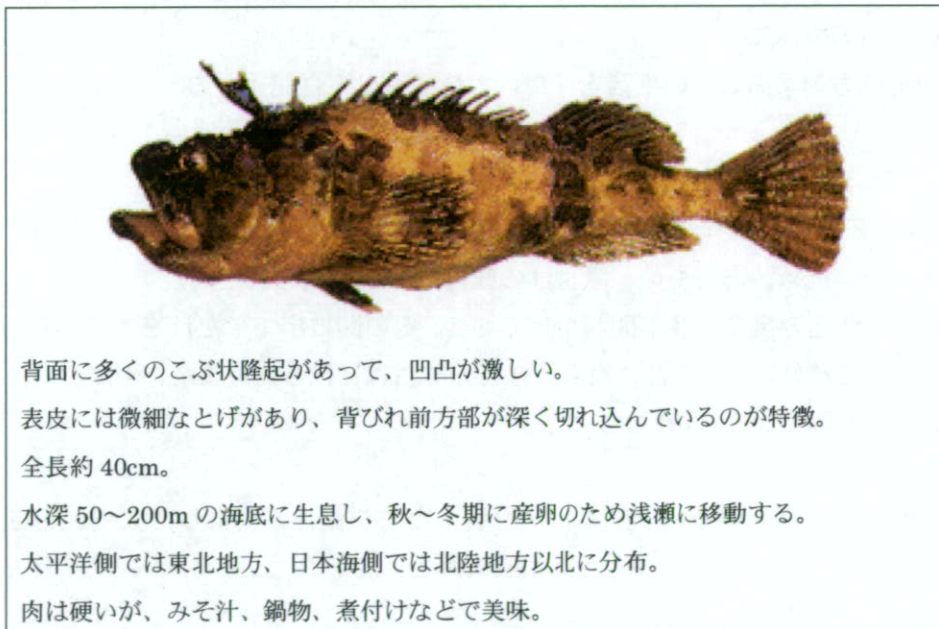 背面に多くのこぶ状隆起があって、凹凸が激しい。
表皮には微細なとげがあり、背びれ前方部が深く切れ込んでいるのが特徴。
全長約 40cm。
水深 50～200m の海底に生息し、秋～冬期に産卵のため浅瀬に移動する。
太平洋側では東北地方、日本海側では北陸地方以北に分布。
肉は硬いが、みそ汁、鍋物、煮付けなどで美味。